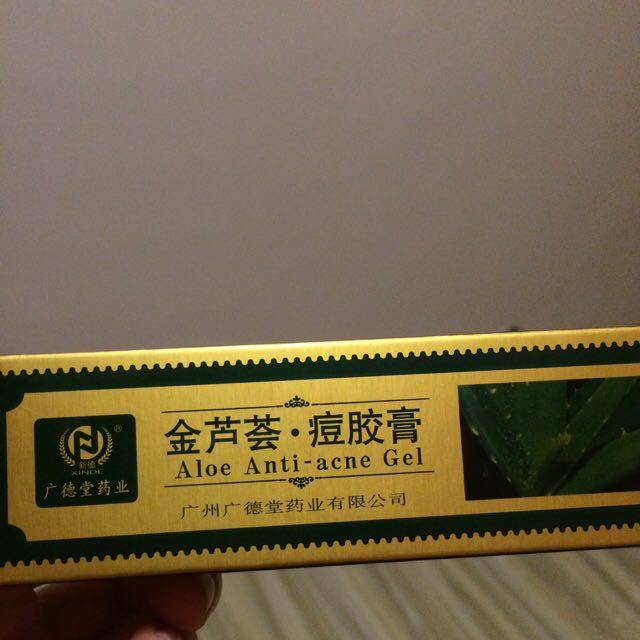 新德
XINDE
®
广德堂药业
金芦荟·痘胶膏
Aloe Anti-acne Gel
广州广德堂药业有限公司